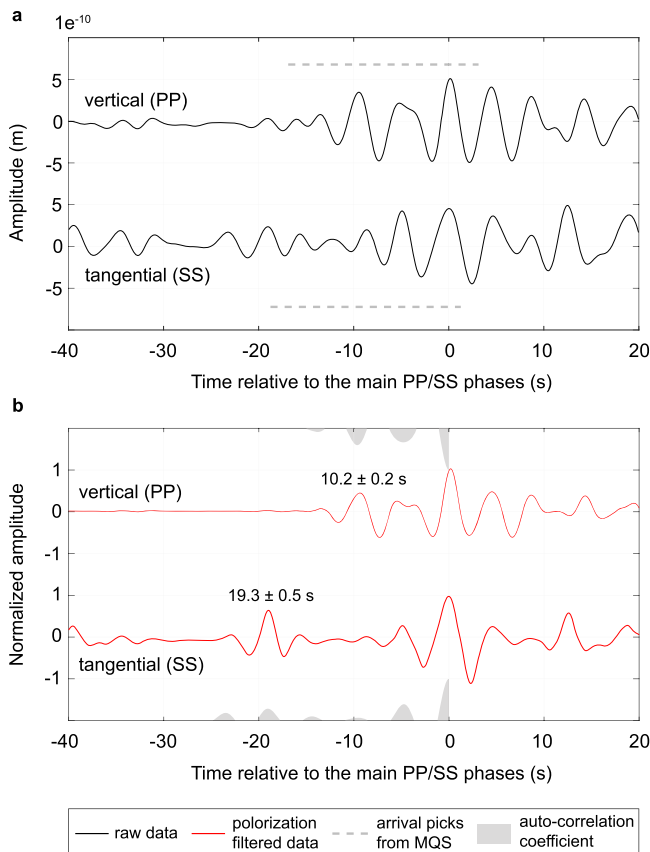 a
1e-10
5
0
-5
5
0
-5
vertical (PP)
tangential (SS)
Amplitude (m)
-40 -30 -20 -10 0 10 20
Time relative to the main PP/SS phases (s)
b
1
0
-1
1
0
-1
vertical (PP)
10.2 ± 0.2 s
19.3 ± 0.5 s
tangential (SS)
Normalized amplitude
-40 -30 -20 -10 0 10 20
Time relative to the main PP/SS phases (s)
raw data
polorization
filtered data
arrival picks
from MQS
auto-correlation
coefficient